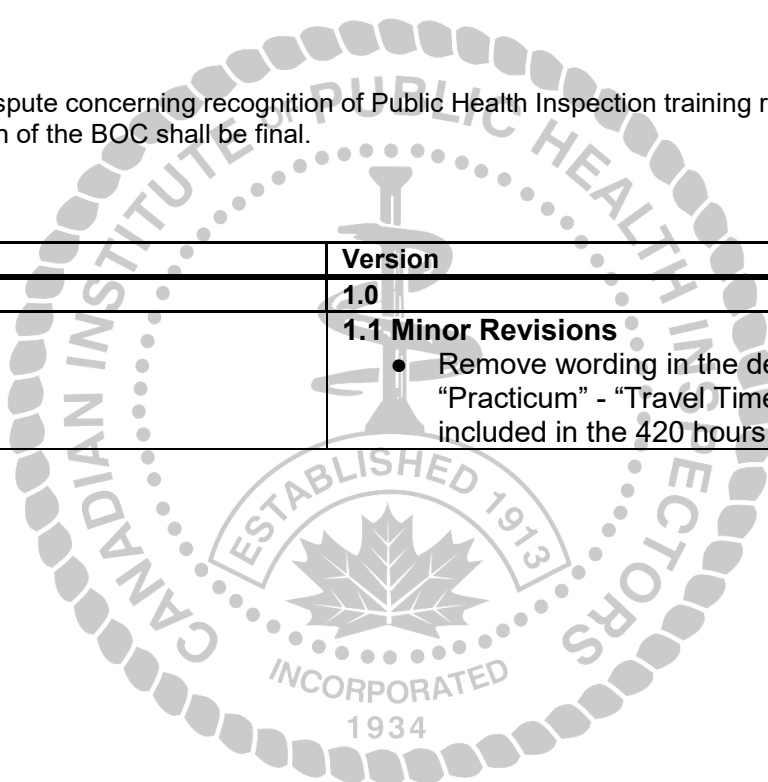 spute concerning recognition of Public Health Inspection training r
n of the BOC shall be final.
Version
1.0
1.1 Minor Revisions
● Remove wording in the de
“Practicum” - “Travel Time
included in the 420 hours
CANADIAN INSTITUTE OF PUBLIC HEALTH INSPECTORS
ESTABLISHED 1913
INCORPORATED
1934